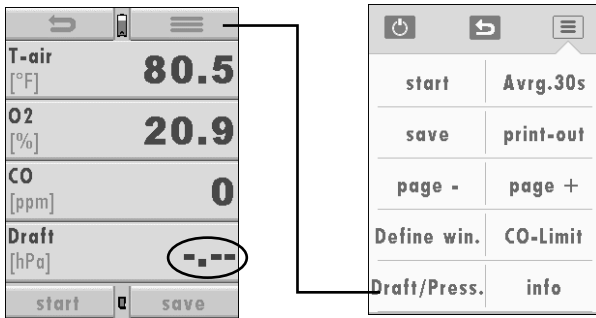 T-air
[°F]
80.5
O2
[%]
20.9
CO
[ppm]
0
Draft
[hPa]
-.--
start save
start Avrg.30s
save print-out
page - page +
Define win. CO-Limit
Draft/Press. info